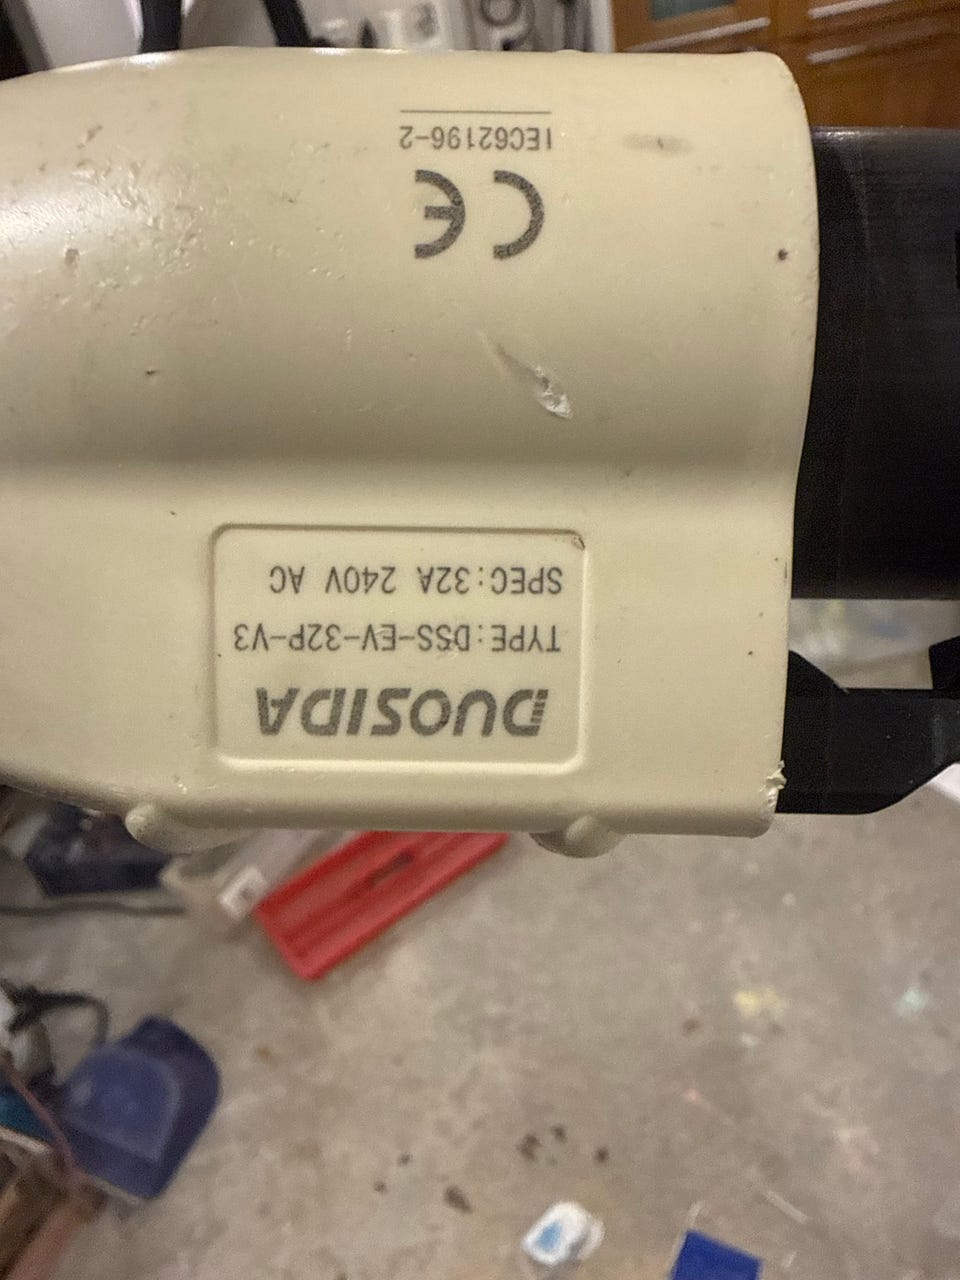 DUOSIDA
TYPE:DSS-EV-32P-V3
SPEC:32A 240V AC
CE
IEC62196-2